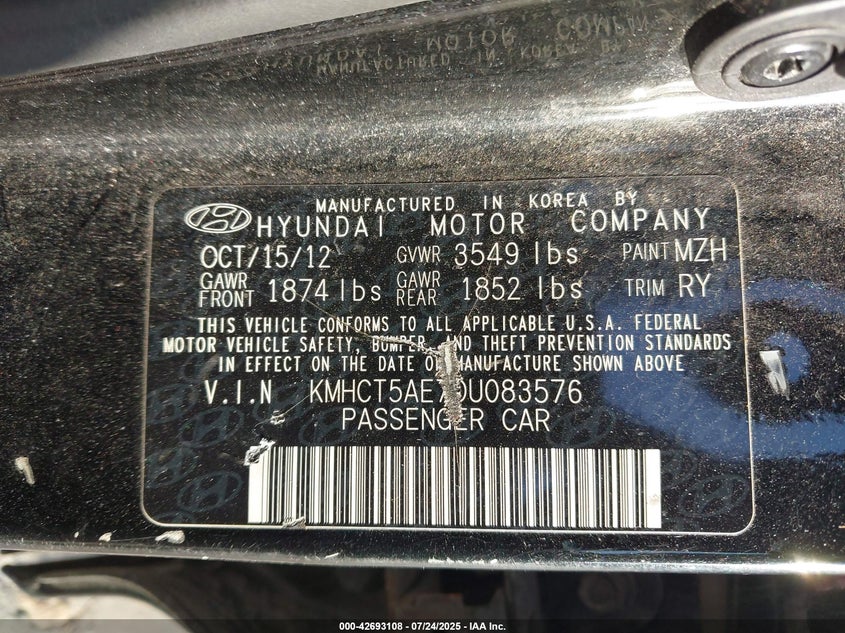 MANUFACTURED IN KOREA BY
HYUNDAI MOTOR COMPANY
OCT/15/12 GVWR 3549 lbs PAINT MZH
GAWR FRONT 1874 lbs GAWR REAR 1852 lbs TRIM RY
THIS VEHICLE CONFORMS TO ALL APPLICABLE U.S.A. FEDERAL
MOTOR VEHICLE SAFETY, BUMPER, AND THEFT PREVENTION STANDARDS
IN EFFECT ON THE DATE OF MANUFACTURE SHOWN ABOVE
V.I.N KMHCT5AE7DU083576
PASSENGER CAR
000-42693108 - 07/24/2025 - IAA Inc.